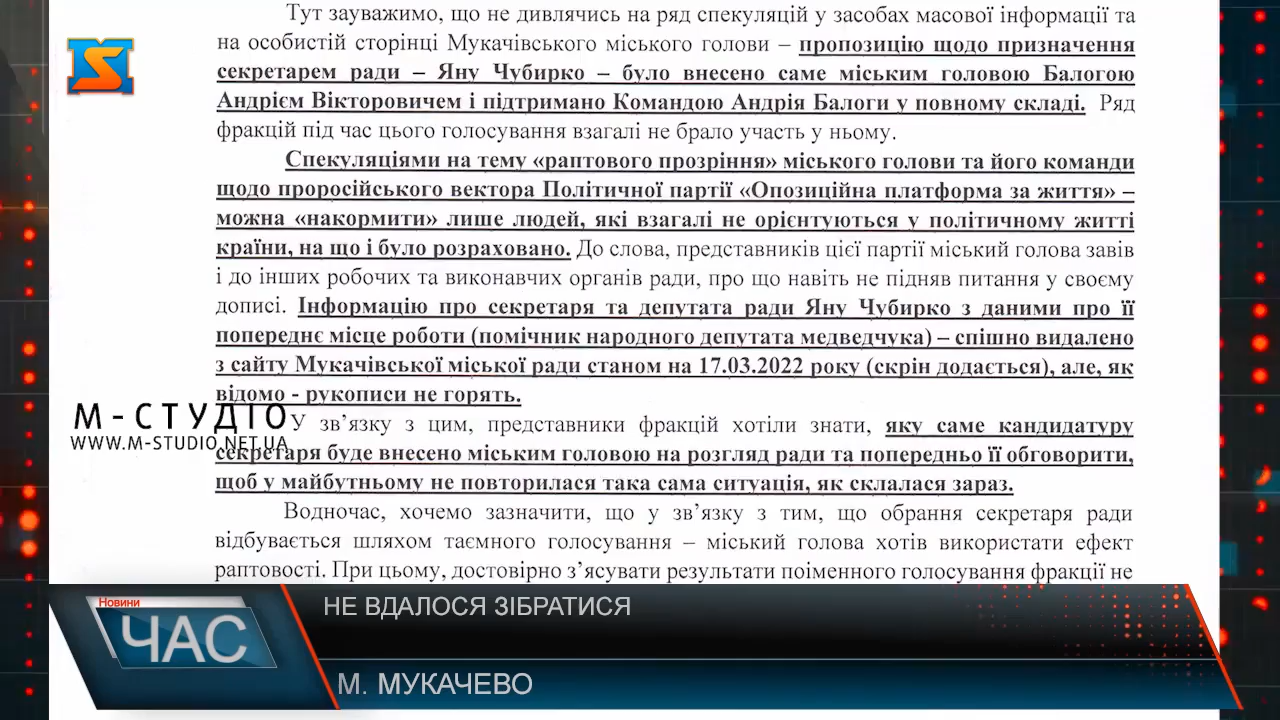 Тут зауважимо, що не дивлячись на ряд спекуляцій у засобах масової інформації та
на особистій сторінці Мукачівського міського голови – пропозицію щодо призначення
секретарем ради – Яну Чубирко – було внесено саме міським головою Балогою
Андрієм Вікторовичем і підтримано Командою Андрія Балоги у повному складі. Ряд
фракцій під час цього голосування взагалі не брало участь у ньому.
Спекуляціями на тему «раптового прозріння» міського голови та його команди
щодо проросійського вектора Політичної партії «Опозиційна платформа за життя» –
можна «накормити» лише людей, які взагалі не орієнтуються у політичному житті
країни, на що і було розраховано. До слова, представників цієї партії міський голова завів
і до інших робочих та виконавчих органів ради, про що навіть не підняв питання у своєму
дописі. Інформацію про секретаря та депутата ради Яну Чубирко з даними про її
попереднє місце роботи (помічник народного депутата медведчука) – спішно видалено
з сайту Мукачівської міської ради станом на 17.03.2022 року (скрін додається), але, як
відомо - рукописи не горять.
У зв’язку з цим, представники фракцій хотіли знати, яку саме кандидатуру
секретаря буде внесено міським головою на розгляд ради та попередньо її обговорити,
щоб у майбутньому не повторилася така сама ситуація, як склалася зараз.
Водночас, хочемо зазначити, що у зв’язку з тим, що обрання секретаря ради
відбувається шляхом таємного голосування – міський голова хотів використати ефект
раптовості. При цьому, достовірно з’ясувати результати поіменного голосування фракції не
М-СТУДІО
WWW.M-STUDIO.NET.UA
Новини
ЧАС
НЕ ВДАЛОСЯ ЗІБРАТИСЯ
М. МУКАЧЕВО